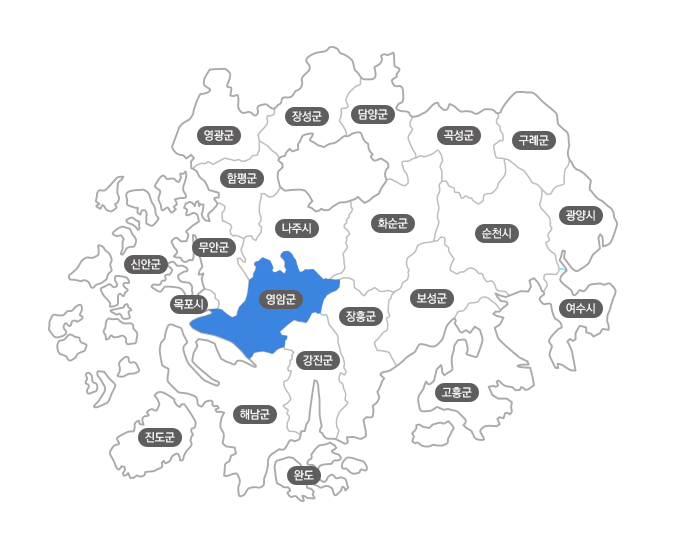 장성군
담양군
영광군
곡성군
구례군
함평군
광양시
화순군
나주시
순천시
무안군
신안군
영암군
보성군
목포시
여수시
장흥군
강진군
고흥군
해남군
진도군
완도